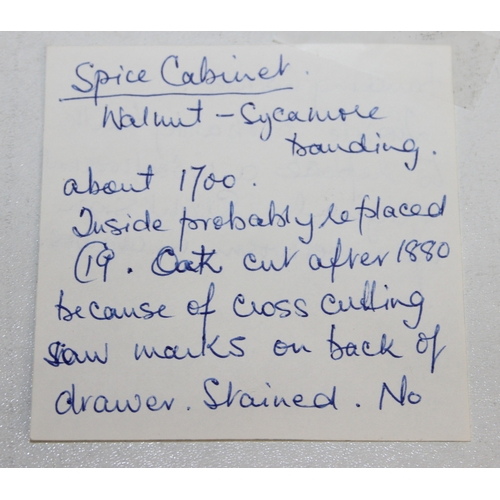 Spice Cabinet.
Walnut - Sycamore
banding.
about 1700.
Inside probably replaced
C19. Oak cut after 1880
because of cross cutting
saw marks on back of
drawer. Stained. No